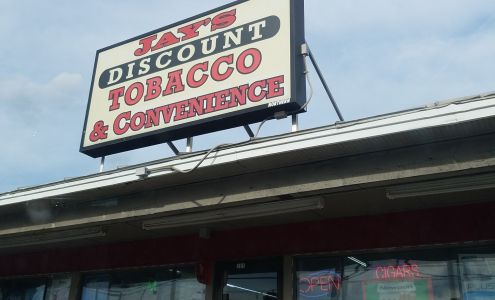 JAY'S
DISCOUNT
TOBACCO
& CONVENIENCE
OPEN
CIGARS